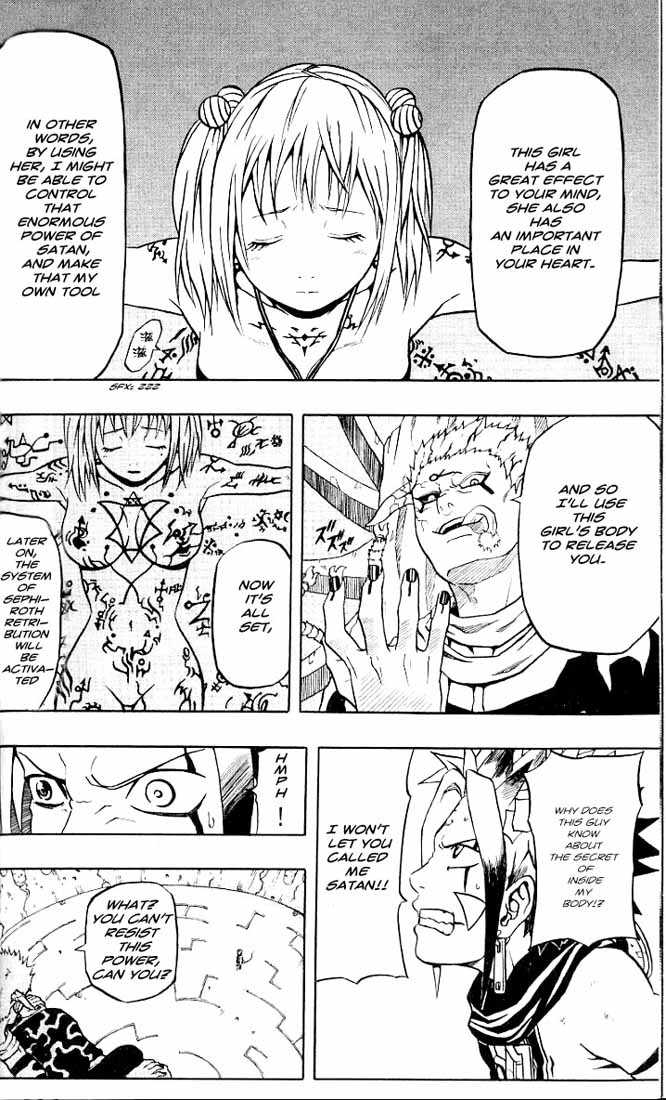 THIS GIRL
HAS A
GREAT EFFECT
TO YOUR MIND,
SHE ALSO
HAS
AN IMPORTANT
PLACE IN
YOUR HEART..
IN OTHER
WORDS,
BY USING
HER, I MIGHT
BE ABLE TO
CONTROL
THAT
ENORMOUS
POWER OF
SATAN,
AND MAKE
THAT MY
OWN TOOL
SFX: ZZZ
AND SO
I'LL USE
THIS
GIRL'S BODY
TO RELEASE
YOU..
ズズズ
NOW
IT'S
ALL
SET,
LATER
ON,
THE
SYSTEM
OF
SEPHI-
ROTH
RETRI-
BUTION
WILL
BE
ACTIVA-
TED
WHY DOES
THIS GUY
KNOW
ABOUT
THE SECRET
OF
INSIDE
MY
BODY!?
I WON'T
LET YOU
CALLED
ME
SATAN!!
HMPH!
WHAT?
YOU CAN'T
RESIST
THIS
POWER,
CAN YOU?